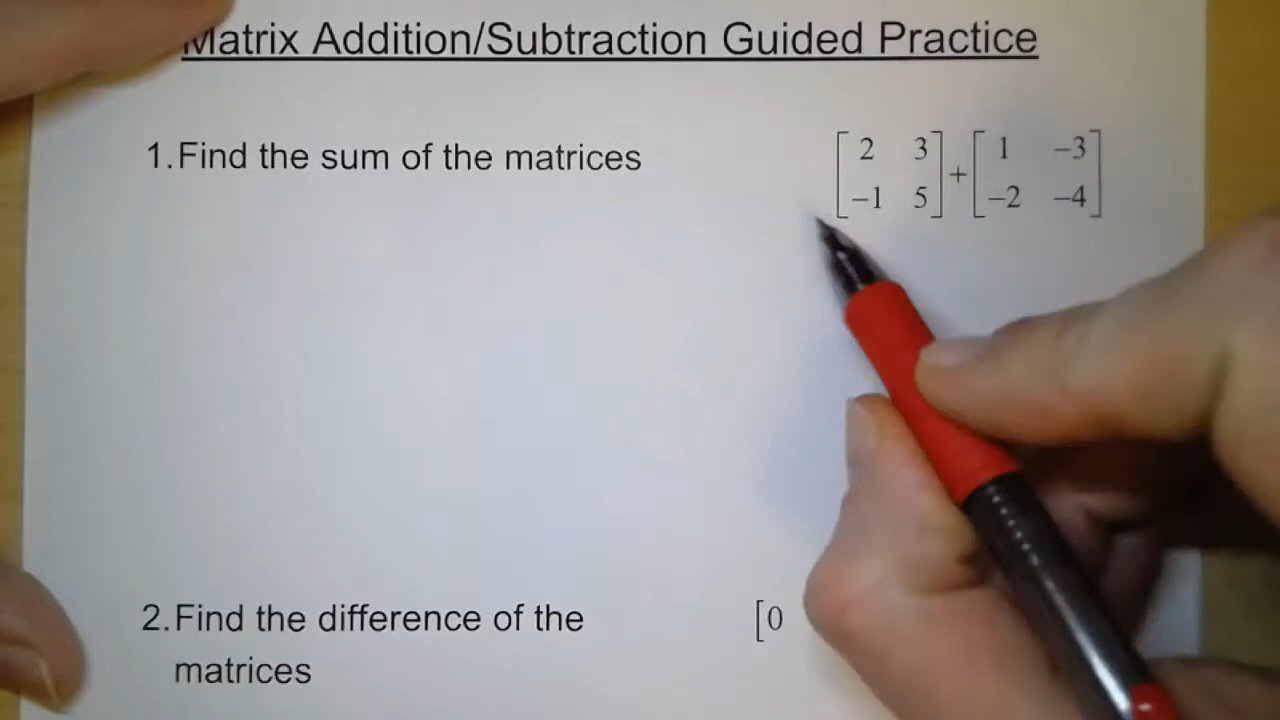 Matrix Addition/Subtraction Guided Practice
1. Find the sum of the matrices
[2 3] + [1 −3]
[−1 5] [−2 −4]
2. Find the difference of the
[0
matrices